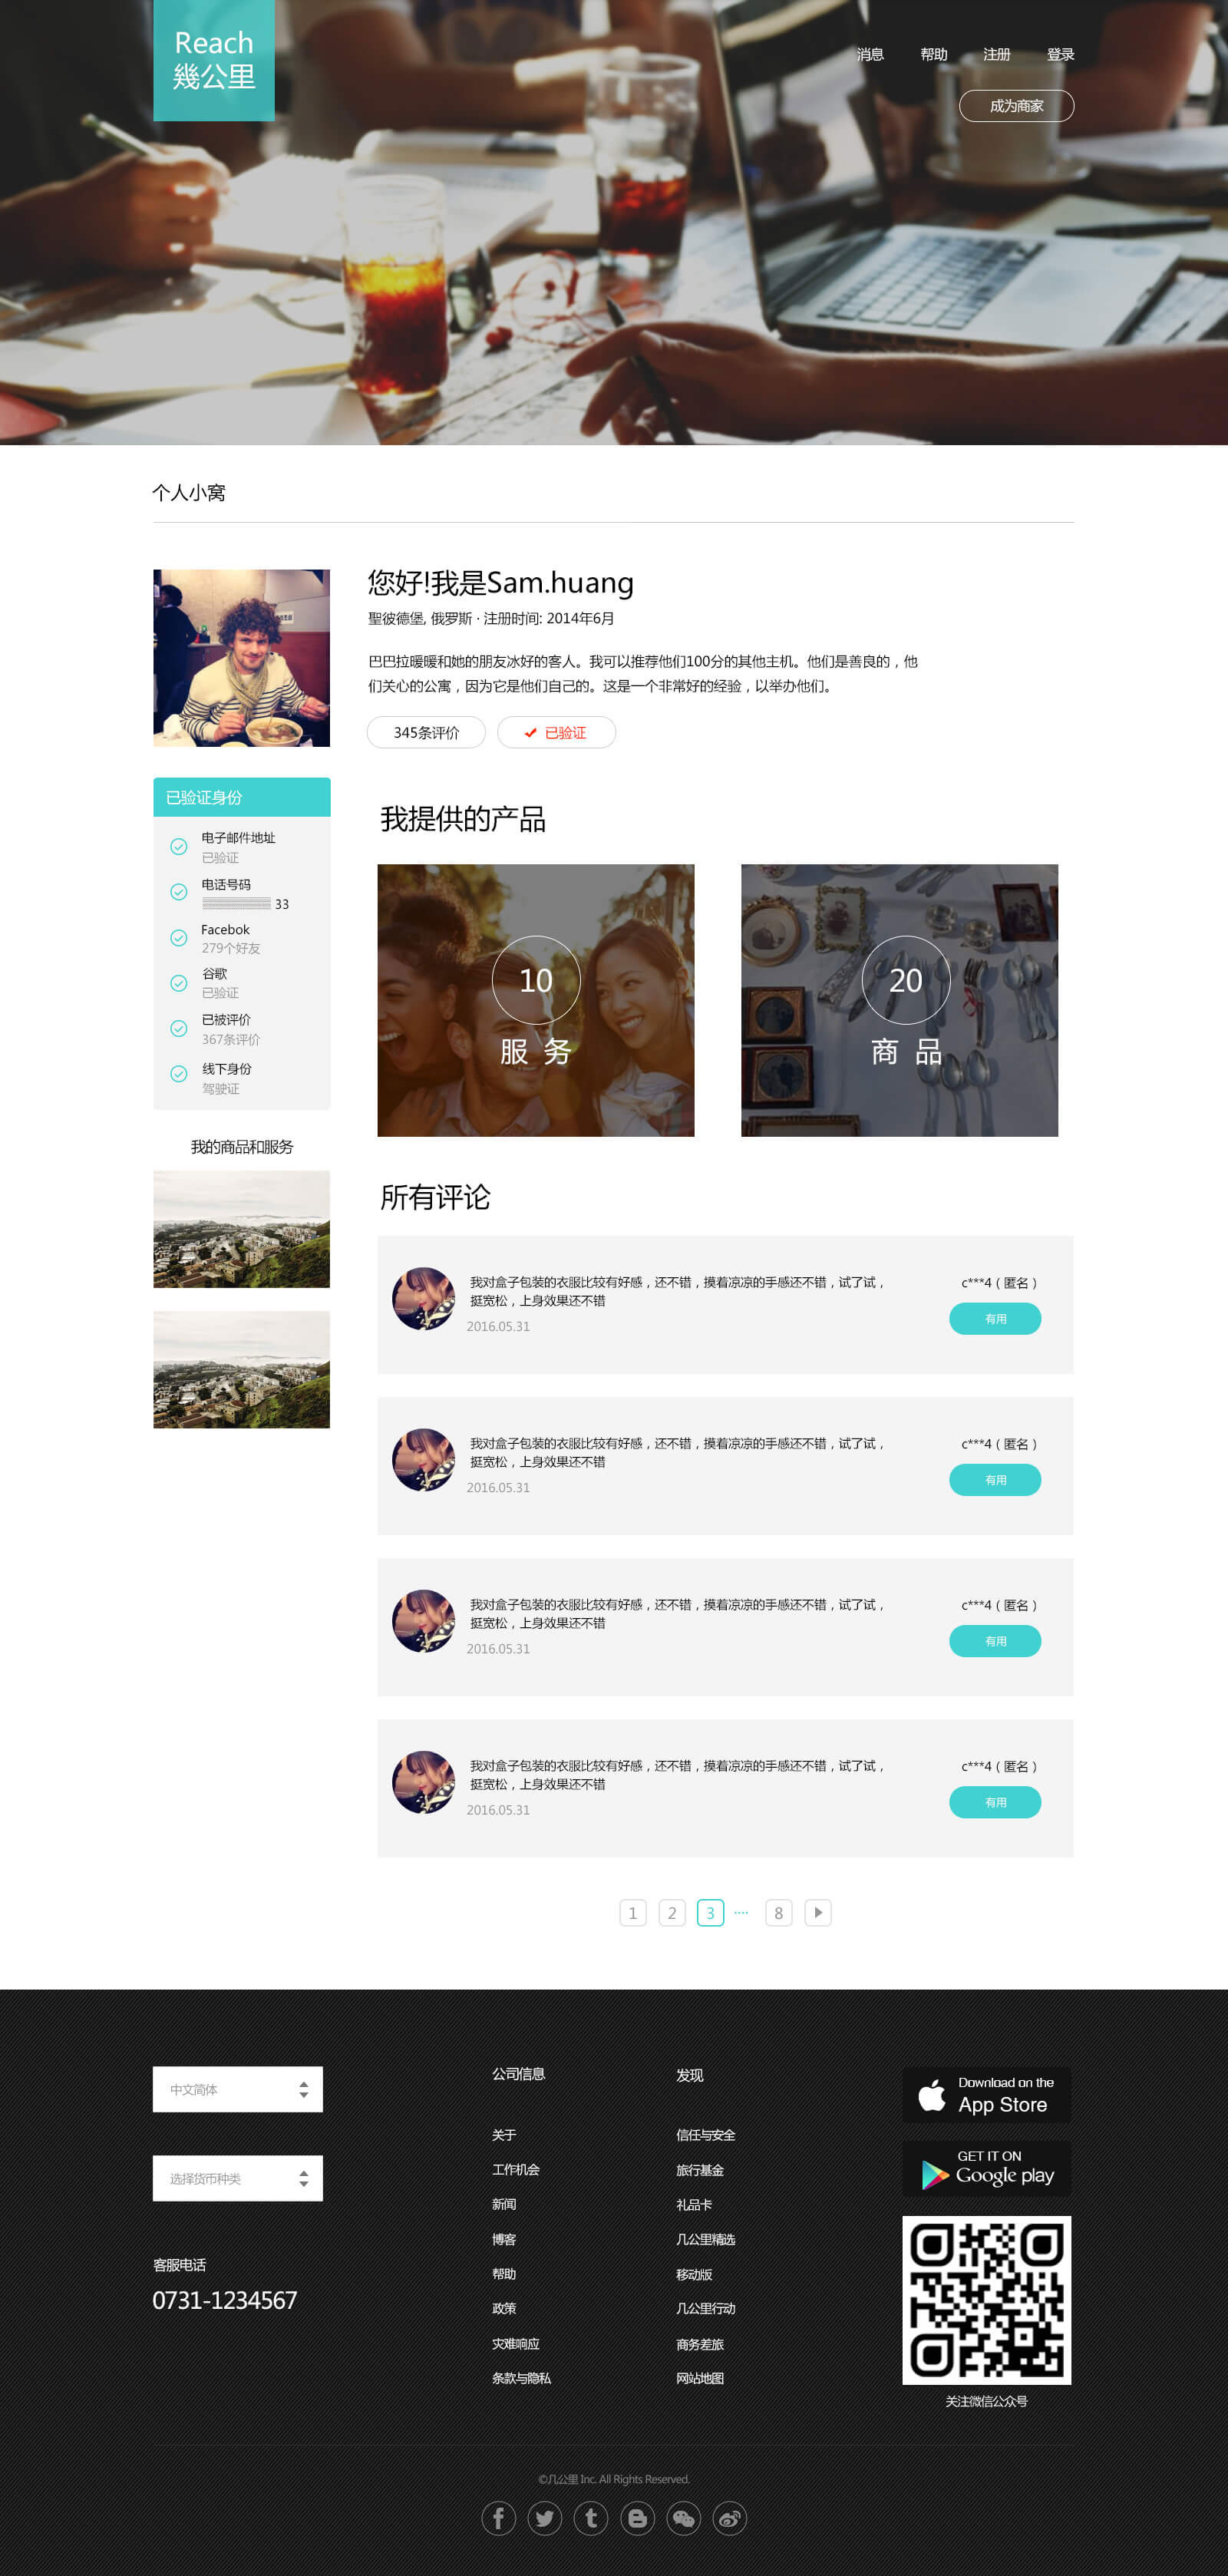 Reach
幾公里
消息 帮助 注册 登录
成为商家
个人小窝
您好!我是Sam.huang
聖彼德堡, 俄罗斯 · 注册时间: 2014年6月
巴巴拉暖暖和她的朋友冰好的客人。我可以推荐他们100分的其他主机。他们是善良的，他
们关心的公寓，因为它是他们自己的。这是一个非常好的经验，以举办他们。
345条评价
已验证
已验证身份
电子邮件地址
已验证
电话号码
33
Facebok
279个好友
谷歌
已验证
已被评价
367条评价
线下身份
驾驶证
我的商品和服务
我提供的产品
10
服 务
20
商 品
所有评论
我对盒子包装的衣服比较有好感，还不错，摸着凉凉的手感还不错，试了试，
挺宽松，上身效果还不错
2016.05.31
c***4（匿名）
有用
我对盒子包装的衣服比较有好感，还不错，摸着凉凉的手感还不错，试了试，
挺宽松，上身效果还不错
2016.05.31
c***4（匿名）
有用
我对盒子包装的衣服比较有好感，还不错，摸着凉凉的手感还不错，试了试，
挺宽松，上身效果还不错
2016.05.31
c***4（匿名）
有用
我对盒子包装的衣服比较有好感，还不错，摸着凉凉的手感还不错，试了试，
挺宽松，上身效果还不错
2016.05.31
c***4（匿名）
有用
1 2 3 ···· 8
中文简体
选择货币种类
客服电话
0731-1234567
公司信息
关于
工作机会
新闻
博客
帮助
政策
灾难响应
条款与隐私
发现
信任与安全
旅行基金
礼品卡
几公里精选
移动版
几公里行动
商务差旅
网站地图
Download on the
App Store
GET IT ON
Google play
关注微信公众号
©几公里 Inc. All Rights Reserved.